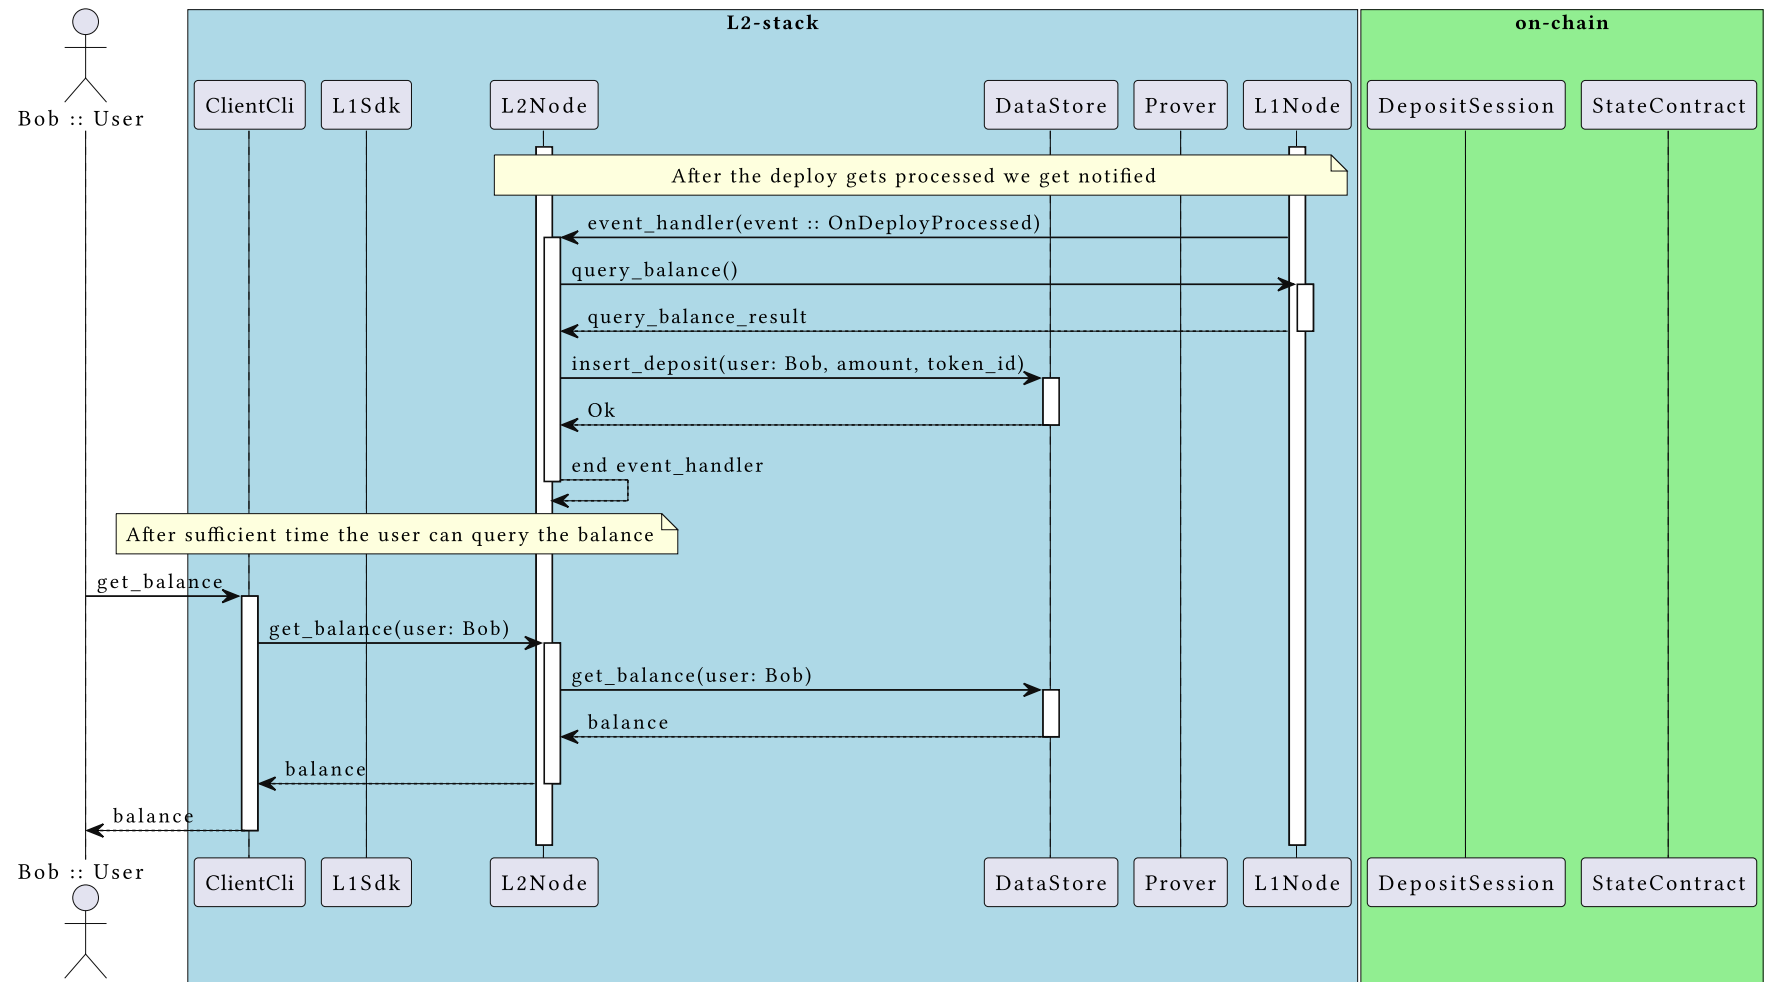 L2-stack
on-chain
Bob :: User
ClientCli
L1Sdk
L2Node
DataStore
Prover
L1Node
DepositSession
StateContract
After the deploy gets processed we get notified
event_handler(event :: OnDeployProcessed)
query_balance()
query_balance_result
insert_deposit(user: Bob, amount, token_id)
Ok
end event_handler
After sufficient time the user can query the balance
get_balance
get_balance(user: Bob)
get_balance(user: Bob)
balance
balance
balance
Bob :: User
ClientCli
L1Sdk
L2Node
DataStore
Prover
L1Node
DepositSession
StateContract